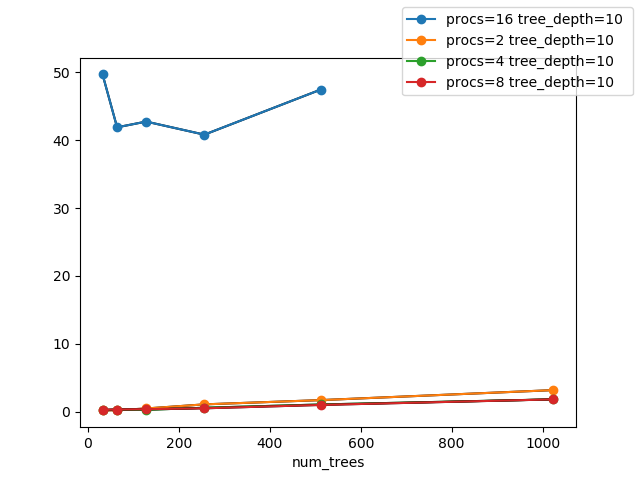 procs=16 tree_depth=10
procs=2 tree_depth=10
procs=4 tree_depth=10
procs=8 tree_depth=10
50
40
30
20
10
0
0 200 400 600 800 1000
num_trees